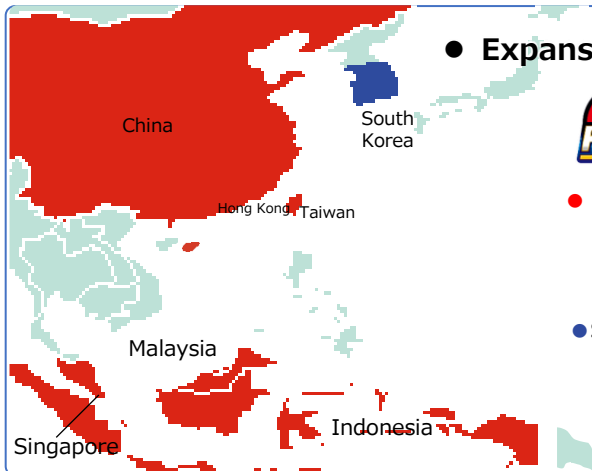 ● Expans
China
South
Korea
Hong Kong
Taiwan
Malaysia
Indonesia
Singapore